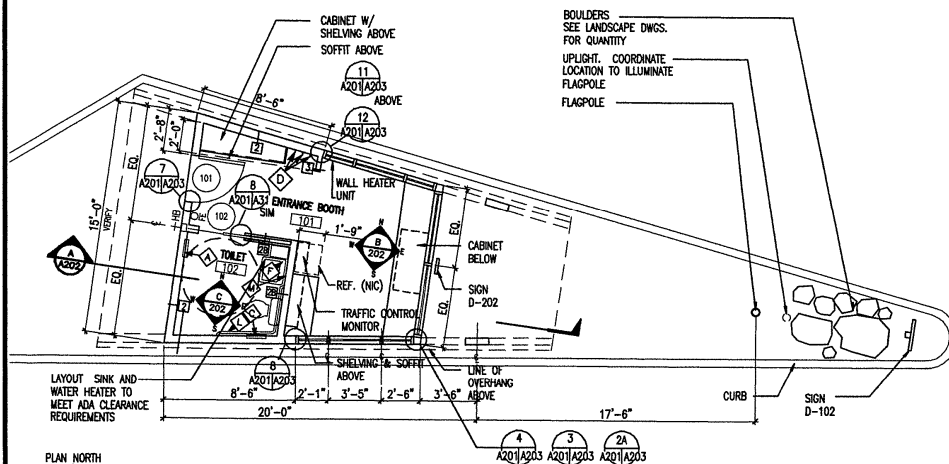 CABINET W/
SHELVING ABOVE
SOFFIT ABOVE
11
A201 A203
ABOVE
12
A201 A203
8'-6"
BOULDERS
SEE LANDSCAPE DWGS.
FOR QUANTITY
UPLIGHT. COORDINATE
LOCATION TO ILLUMINATE
FLAGPOLE
FLAGPOLE
2'-8"
2'-0"
EQ.
15'-0"
VERIFY
EQ.
7
A201 A203
101
102
2
3
D
WALL HEATER
UNIT
8
A201 A31
SIM
ENTRANCE BOOTH
101
HB
FE
1'-9"
N
W
E
S
B
202
EQ.
EQ.
CABINET
BELOW
SIGN
D-202
A
A202
A
TOILET
102
2B
F
M
2B
N
W
S
C
202
L
2
REF. (NIC)
TRAFFIC CONTROL
MONITOR
SHELVING & SOFFIT
ABOVE
LINE OF
OVERHANG
ABOVE
8
A201 A203
LAYOUT SINK AND
WATER HEATER TO
MEET ADA CLEARANCE
REQUIREMENTS
8'-6"
2'-1"
3'-5"
2'-6"
3'-6"
20'-0"
17'-6"
CURB
SIGN
D-102
4
A201 A203
3
A201 A203
2A
A201 A203
PLAN NORTH